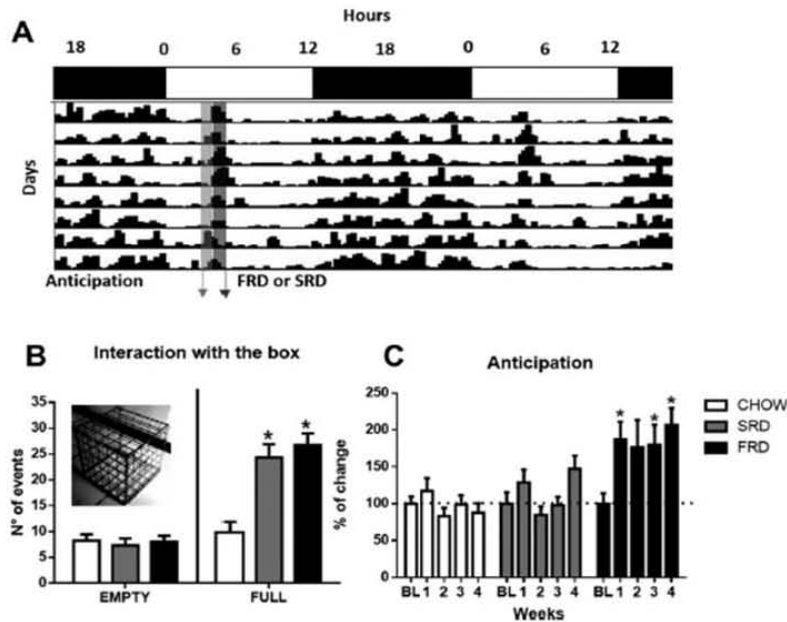 Hours
A
18 0 6 12 18 0 6 12
Days
Anticipation FRD or SRD
B Interaction with the box
N° of events
35
30
25
20
15
10
5
0
* *
EMPTY FULL
C Anticipation
% of change
250
200
150
100
50
0
* * *
BL 1 2 3 4 BL 1 2 3 4 BL 1 2 3 4
Weeks
CHOW
SRD
FRD